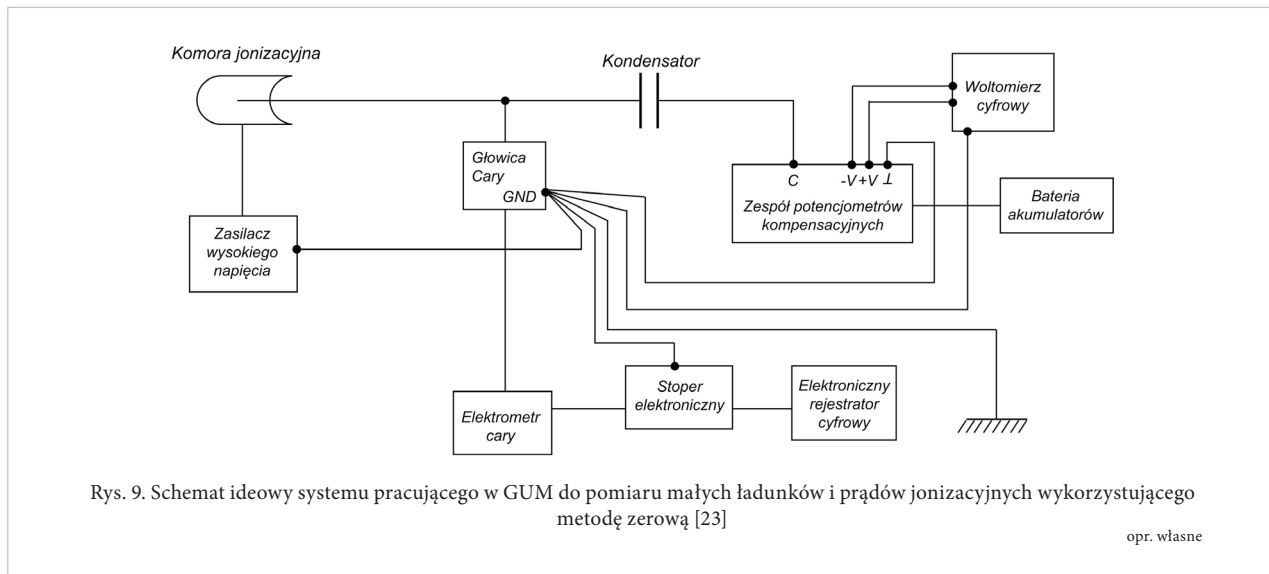 Komora jonizacyjna
Kondensator
Woltomierz
cyfrowy
Głowica
Cary
GND
C
-V +V ⊥
Zespół potencjometrów
kompensacyjnych
Bateria
akumulatorów
Zasilacz
wysokiego
napięcia
Elektrometr
cary
Stoper
elektroniczny
Elektroniczny
rejestrator
cyfrowy
Rys. 9. Schemat ideowy systemu pracującego w GUM do pomiaru małych ładunków i prądów jonizacyjnych wykorzystującego
metodę zerową [23]
opr. własne